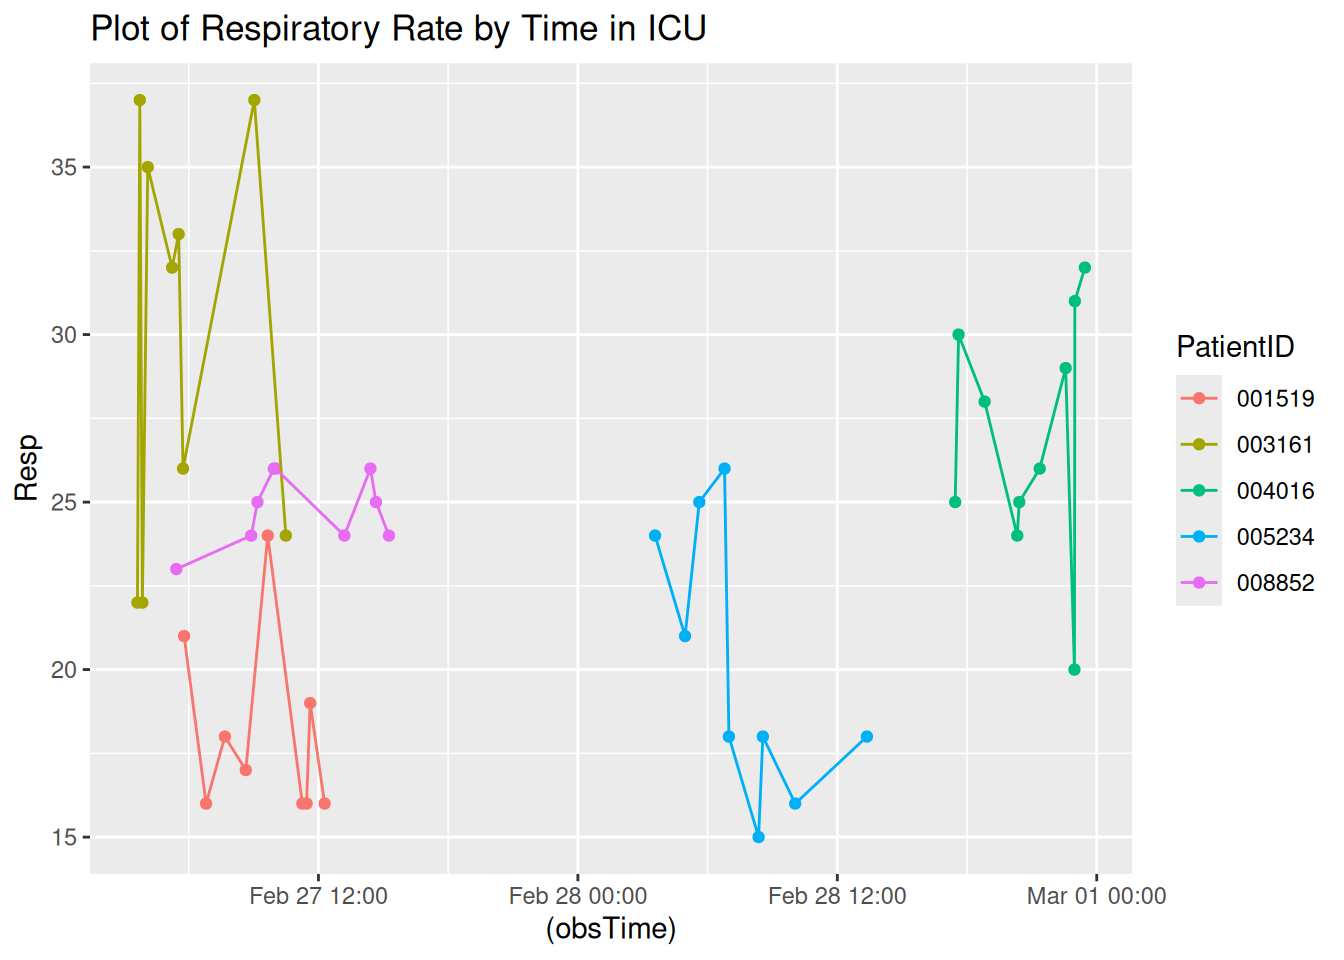 Plot of Respiratory Rate by Time in ICU
Resp
35
30
25
20
15
Feb 27 12:00
Feb 28 00:00
Feb 28 12:00
Mar 01 00:00
(obsTime)
PatientID
001519
003161
004016
005234
008852